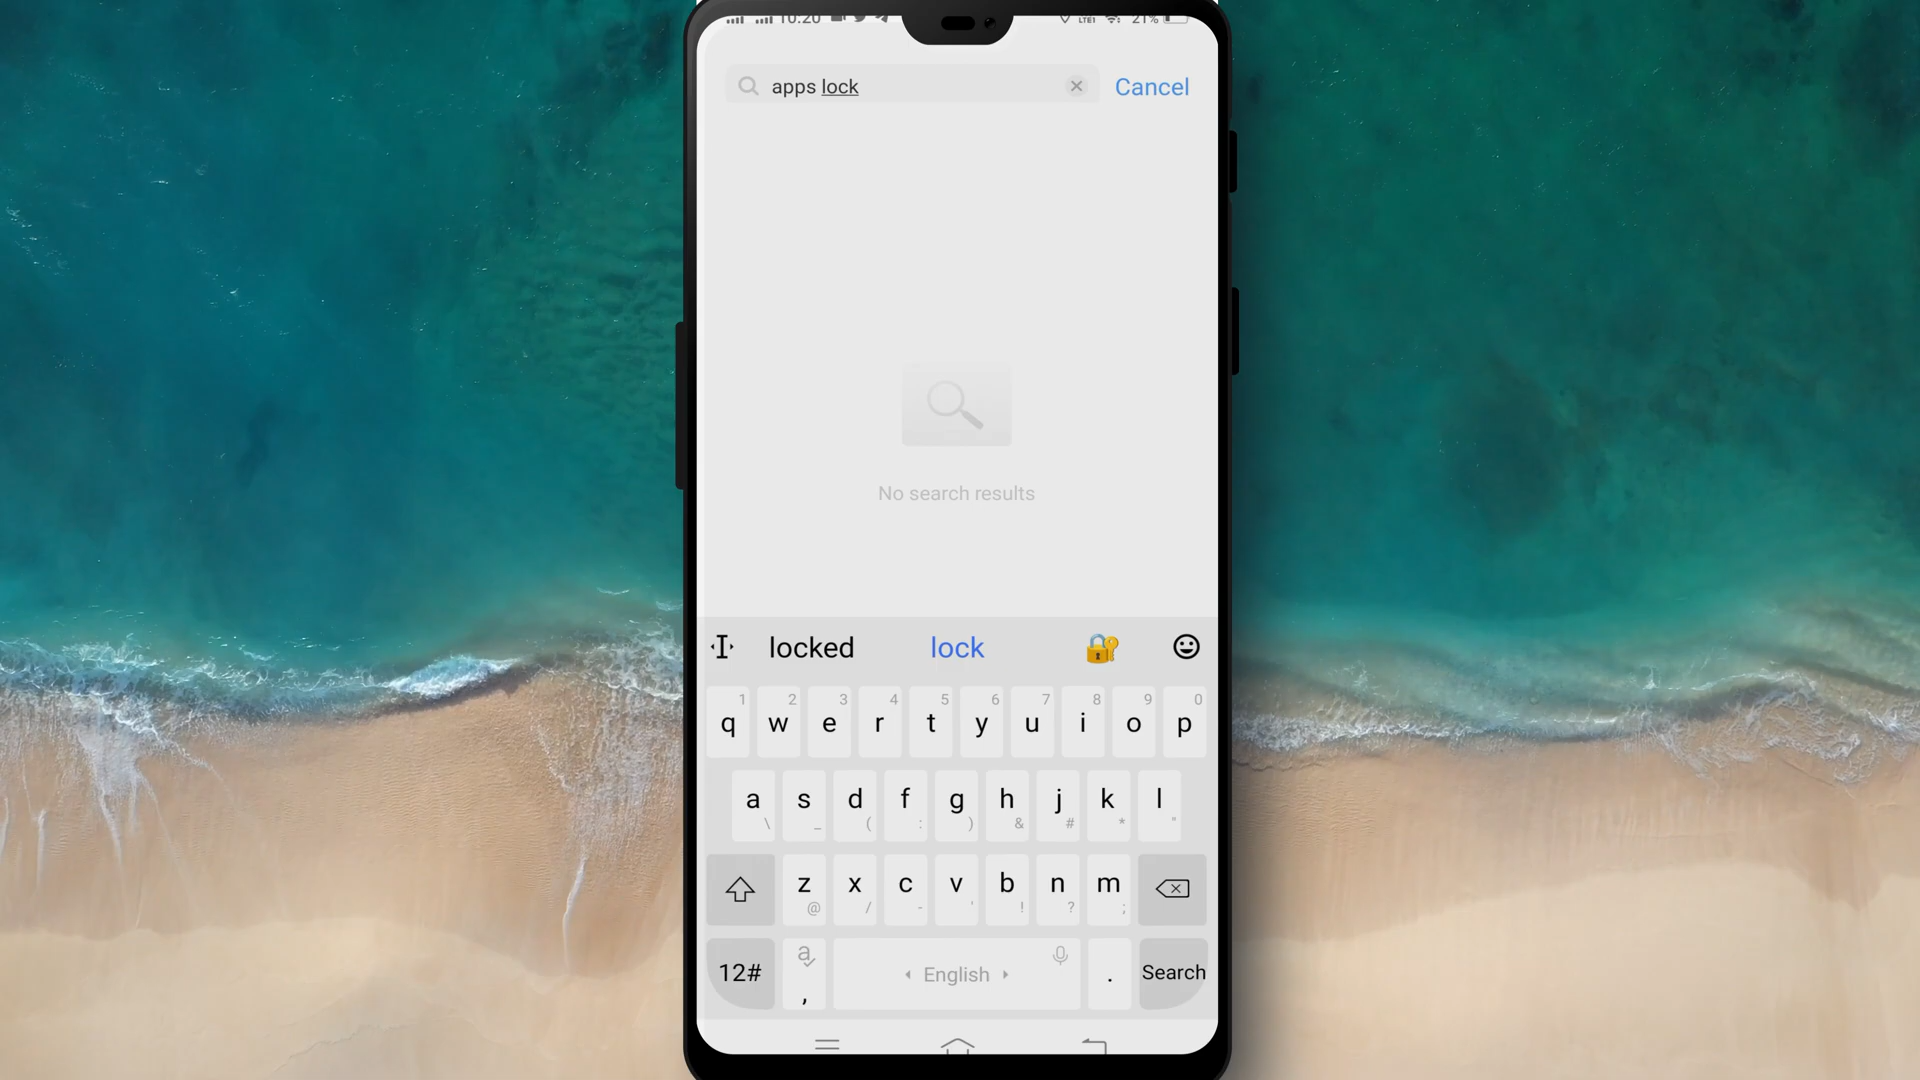 10:20 21%
apps lock Cancel
No search results
locked lock
1 2 3 4 5 6 7 8 9 0
q w e r t y u i o p
a s d f g h j k l
\ _ ( : ) & # * "
z x c v b n m
@ / - ' ! ? ;
12# a , English . Search